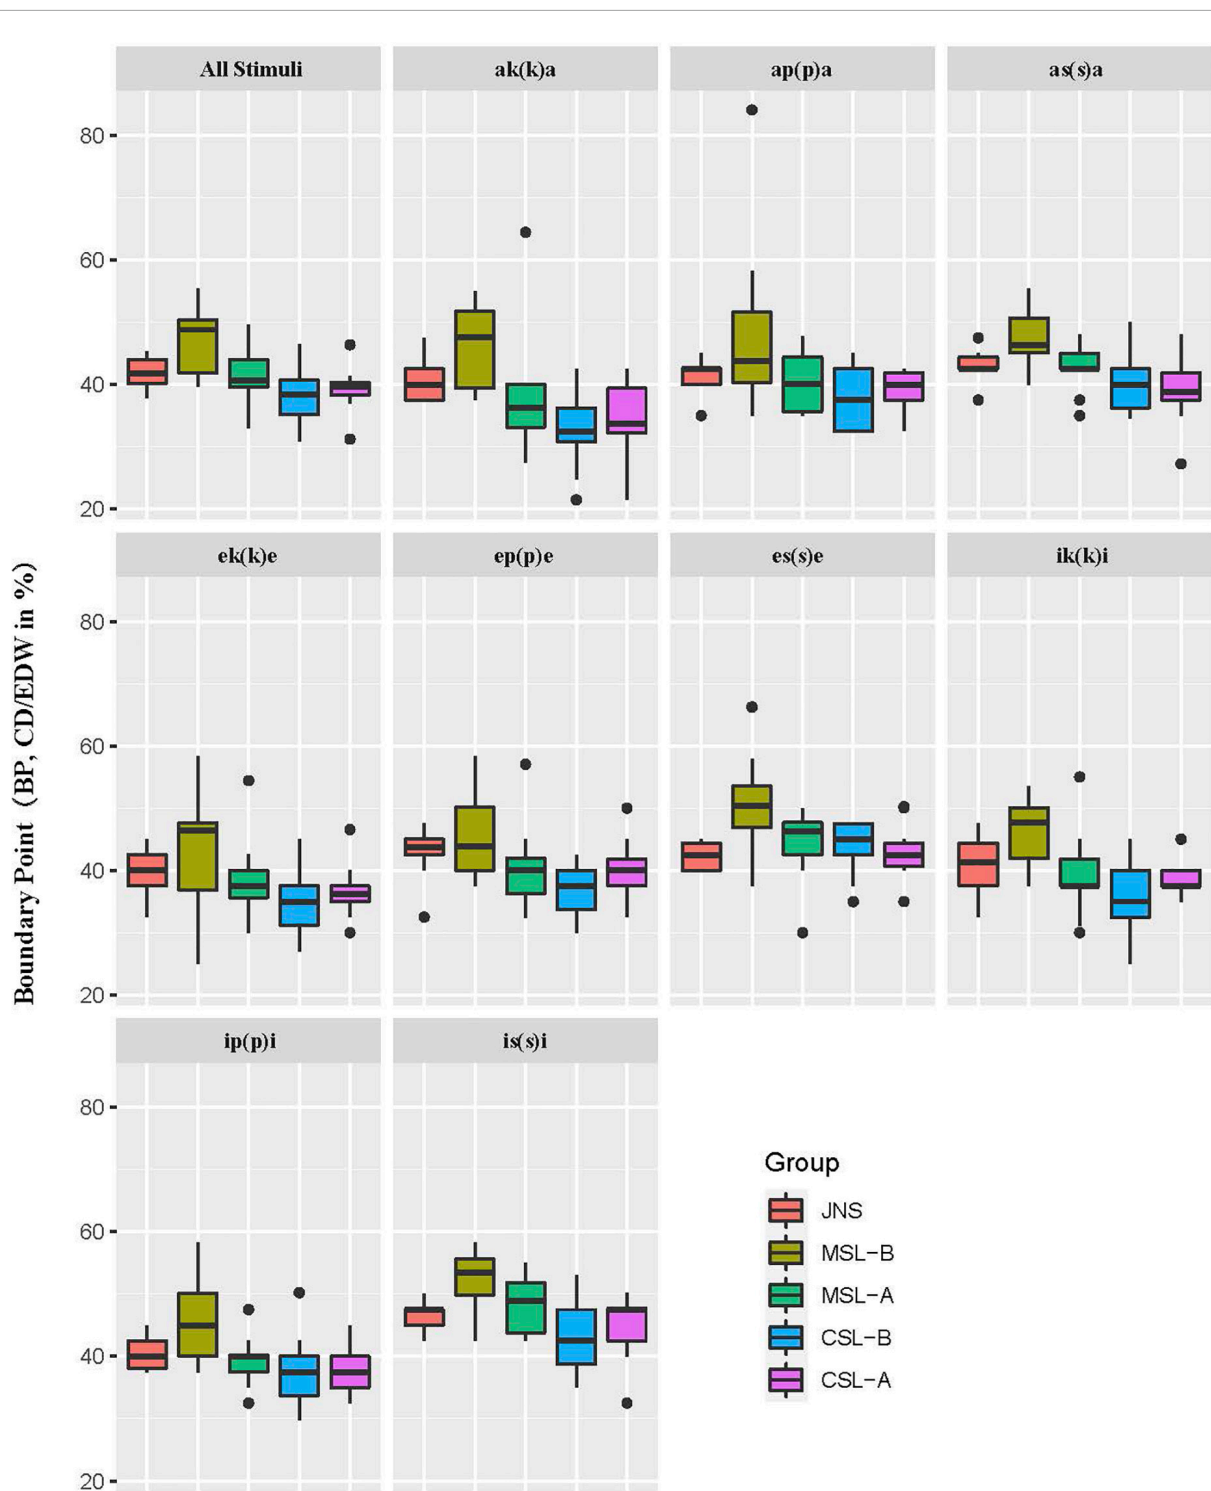 All Stimuli ak(k)a ap(p)a as(s)a
80
60
40
20
ek(k)e ep(p)e es(s)e ik(k)i
80
60
40
20
ip(p)i is(s)i
80
60
40
20
Boundary Point (BP, CD/EDW in %)
Group
JNS
MSL-B
MSL-A
CSL-B
CSL-A